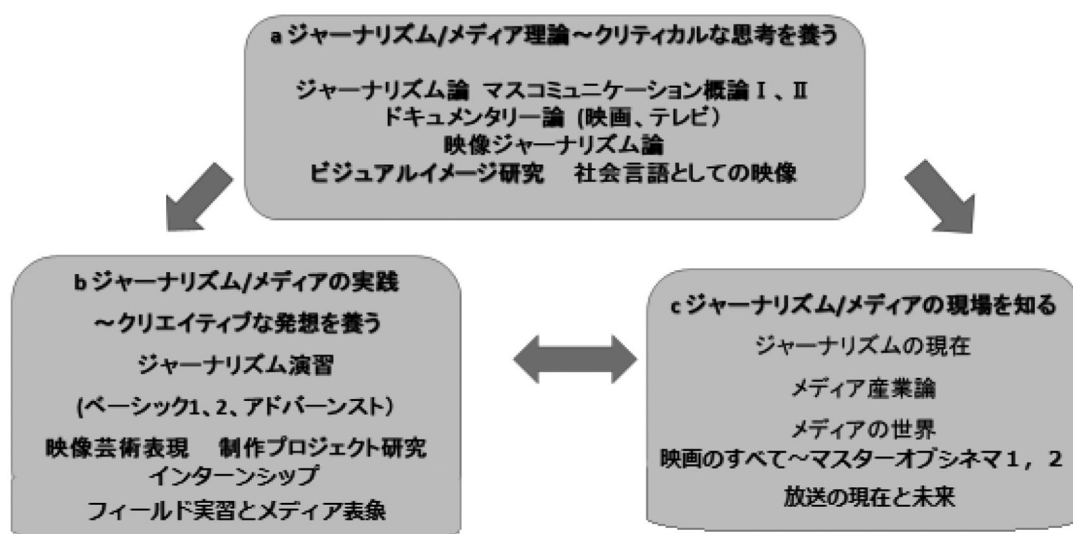 a ジャーナリズム/メディア理論～クリティカルな思考を養う
ジャーナリズム論 マスコミュニケーション概論Ⅰ、Ⅱ
ドキュメンタリー論 (映画、テレビ）
映像ジャーナリズム論
ビジュアルイメージ研究　社会言語としての映像
b ジャーナリズム/メディアの実践
～クリエイティブな発想を養う
ジャーナリズム演習
(ベーシック1、2、アドバーンスト）
映像芸術表現　制作プロジェクト研究
インターンシップ
フィールド実習とメディア表象
c ジャーナリズム/メディアの現場を知る
ジャーナリズムの現在
メディア産業論
メディアの世界
映画のすべて～マスターオブシネマ１，２
放送の現在と未来